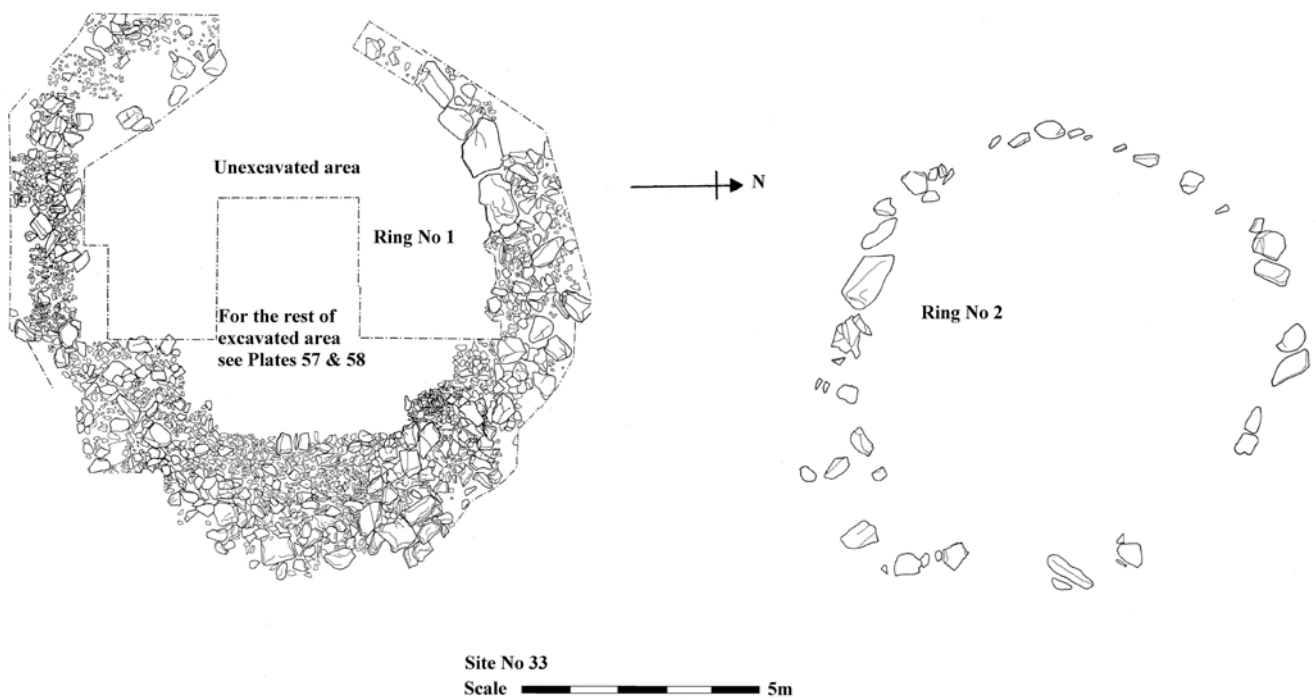 Unexcavated area
Ring No 1
For the rest of
excavated area
see Plates 57 & 58
N
Ring No 2
Site No 33
Scale 5m